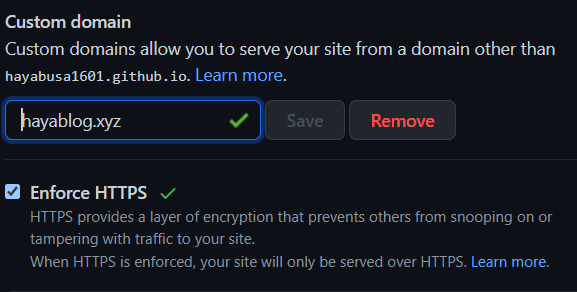 Custom domain
Custom domains allow you to serve your site from a domain other than
hayabusa1601.github.io. Learn more.
hayablog.xyz Save Remove
Enforce HTTPS
HTTPS provides a layer of encryption that prevents others from snooping on or
tampering with traffic to your site.
When HTTPS is enforced, your site will only be served over HTTPS. Learn more.